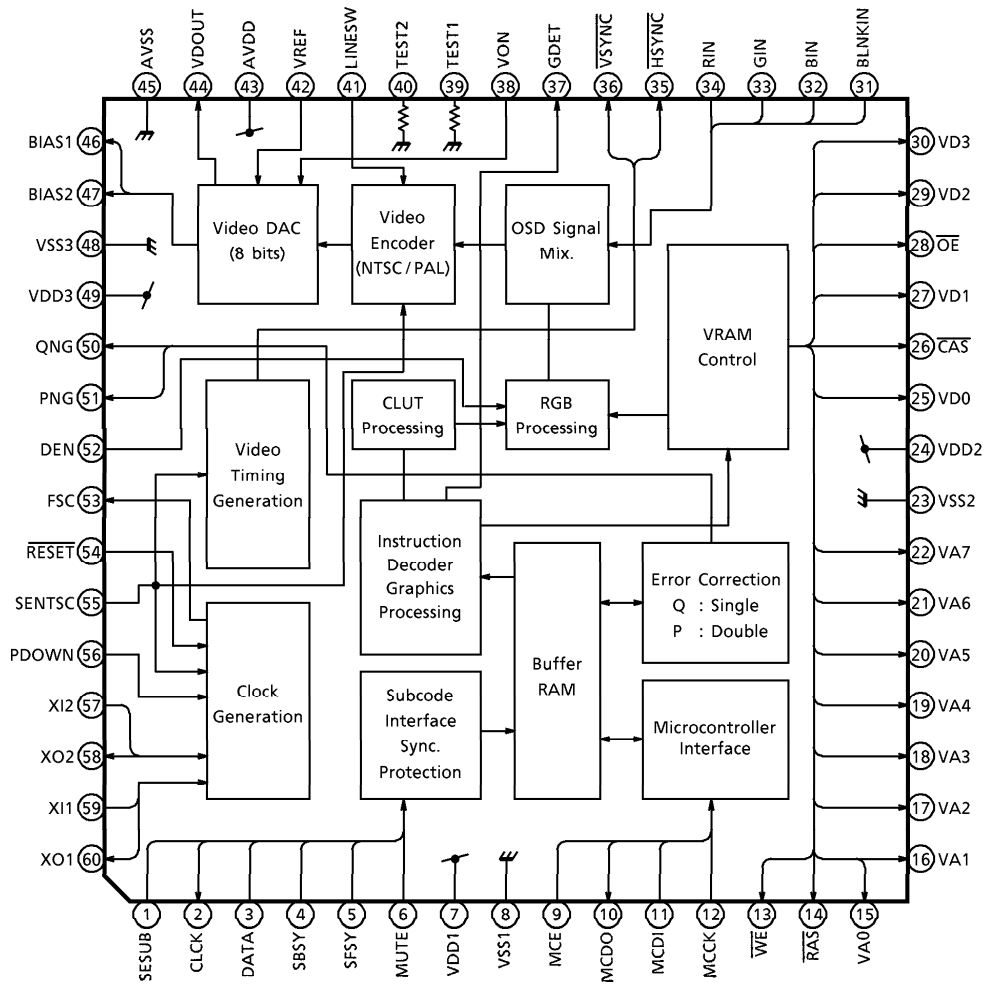 AVSS
VDOUT
AVDD
VREF
LINESW
TEST2
TEST1
VON
GDET
VSYNC
HSYNC
RIN
GIN
BIN
BLNKIN
45
44
43
42
41
40
39
38
37
36
35
34
33
32
31
BIAS1 46
BIAS2 47
VSS3 48
VDD3 49
QNG 50
PNG 51
DEN 52
FSC 53
RESET 54
SENTSC 55
PDOWN 56
XI2 57
XO2 58
XI1 59
XO1 60
Video DAC
(8 bits)
Video
Encoder
(NTSC/PAL)
OSD Signal
Mix.
VRAM
Control
CLUT
Processing
RGB
Processing
Video
Timing
Generation
Instruction
Decoder
Graphics
Processing
Error Correction
Q : Single
P : Double
Buffer
RAM
Clock
Generation
Subcode
Interface
Sync.
Protection
Microcontroller
Interface
30 VD3
29 VD2
28 OE
27 VD1
26 CAS
25 VD0
24 VDD2
23 VSS2
22 VA7
21 VA6
20 VA5
19 VA4
18 VA3
17 VA2
16 VA1
1
2
3
4
5
6
7
8
9
10
11
12
13
14
15
SESUB
CLCK
DATA
SBSY
SFSY
MUTE
VDD1
VSS1
MCE
MCDO
MCDI
MCCK
WE
RAS
VA0